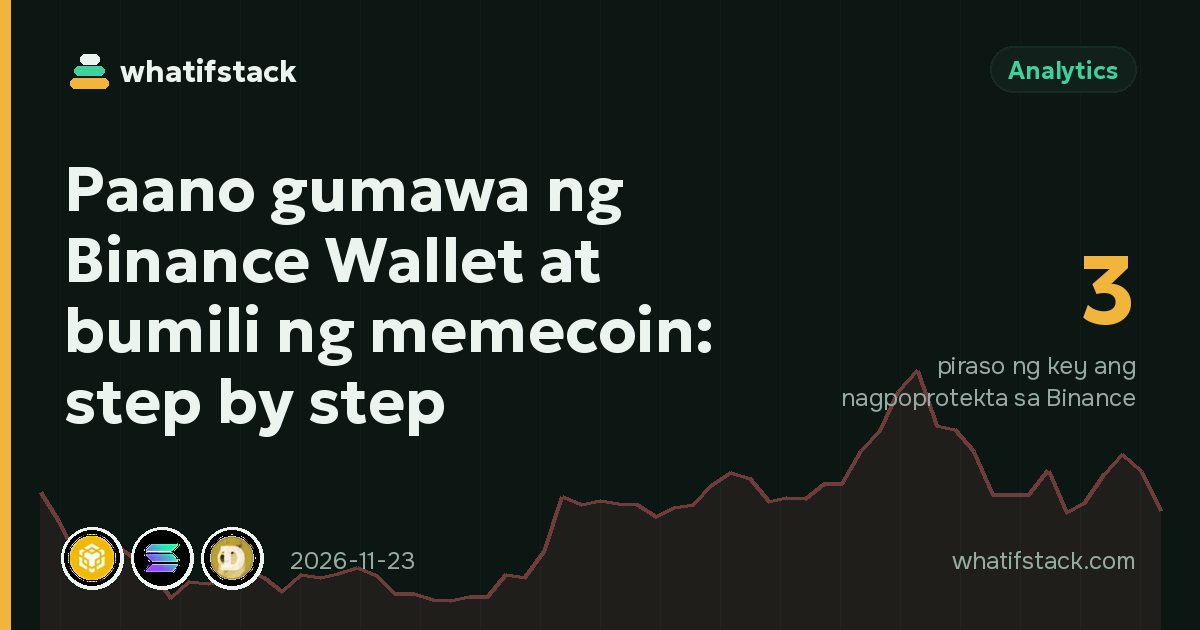 whatifstack
Analytics
Paano gumawa ng
Binance Wallet at
bumili ng memecoin:
step by step
3
piraso ng key ang
nagpoprotekta sa Binance
2026-11-23
whatifstack.com